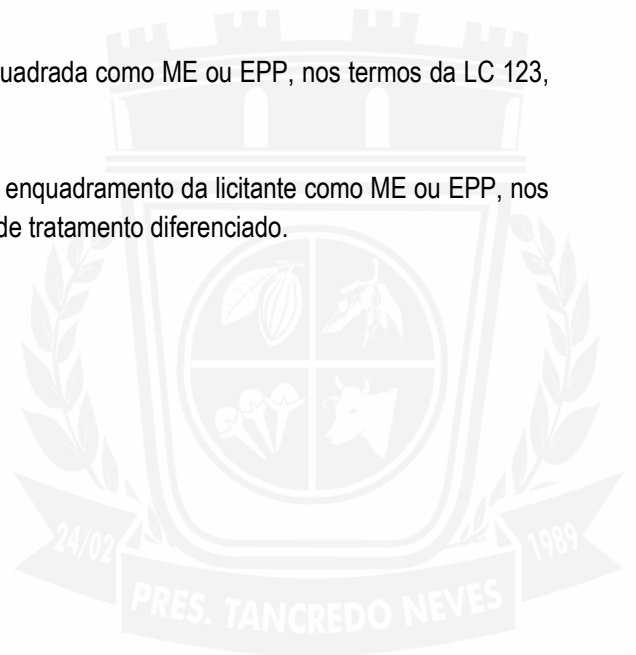 uadrada como ME ou EPP, nos termos da LC 123,
enquadramento da licitante como ME ou EPP, nos
de tratamento diferenciado.
24/02
1989
PRES. TANCREDO NEVES